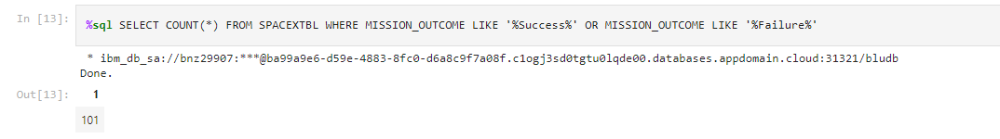 In [13]: %sql SELECT COUNT(*) FROM SPACEXTBL WHERE MISSION_OUTCOME LIKE '%Success%' OR MISSION_OUTCOME LIKE '%Failure%'
* ibm_db_sa://bnz29907:***@ba99a9e6-d59e-4883-8fc0-d6a8c9f7a08f.c1ogj3sd0tgtu0lqde00.databases.appdomain.cloud:31321/bludb
Done.
Out[13]: 1
101